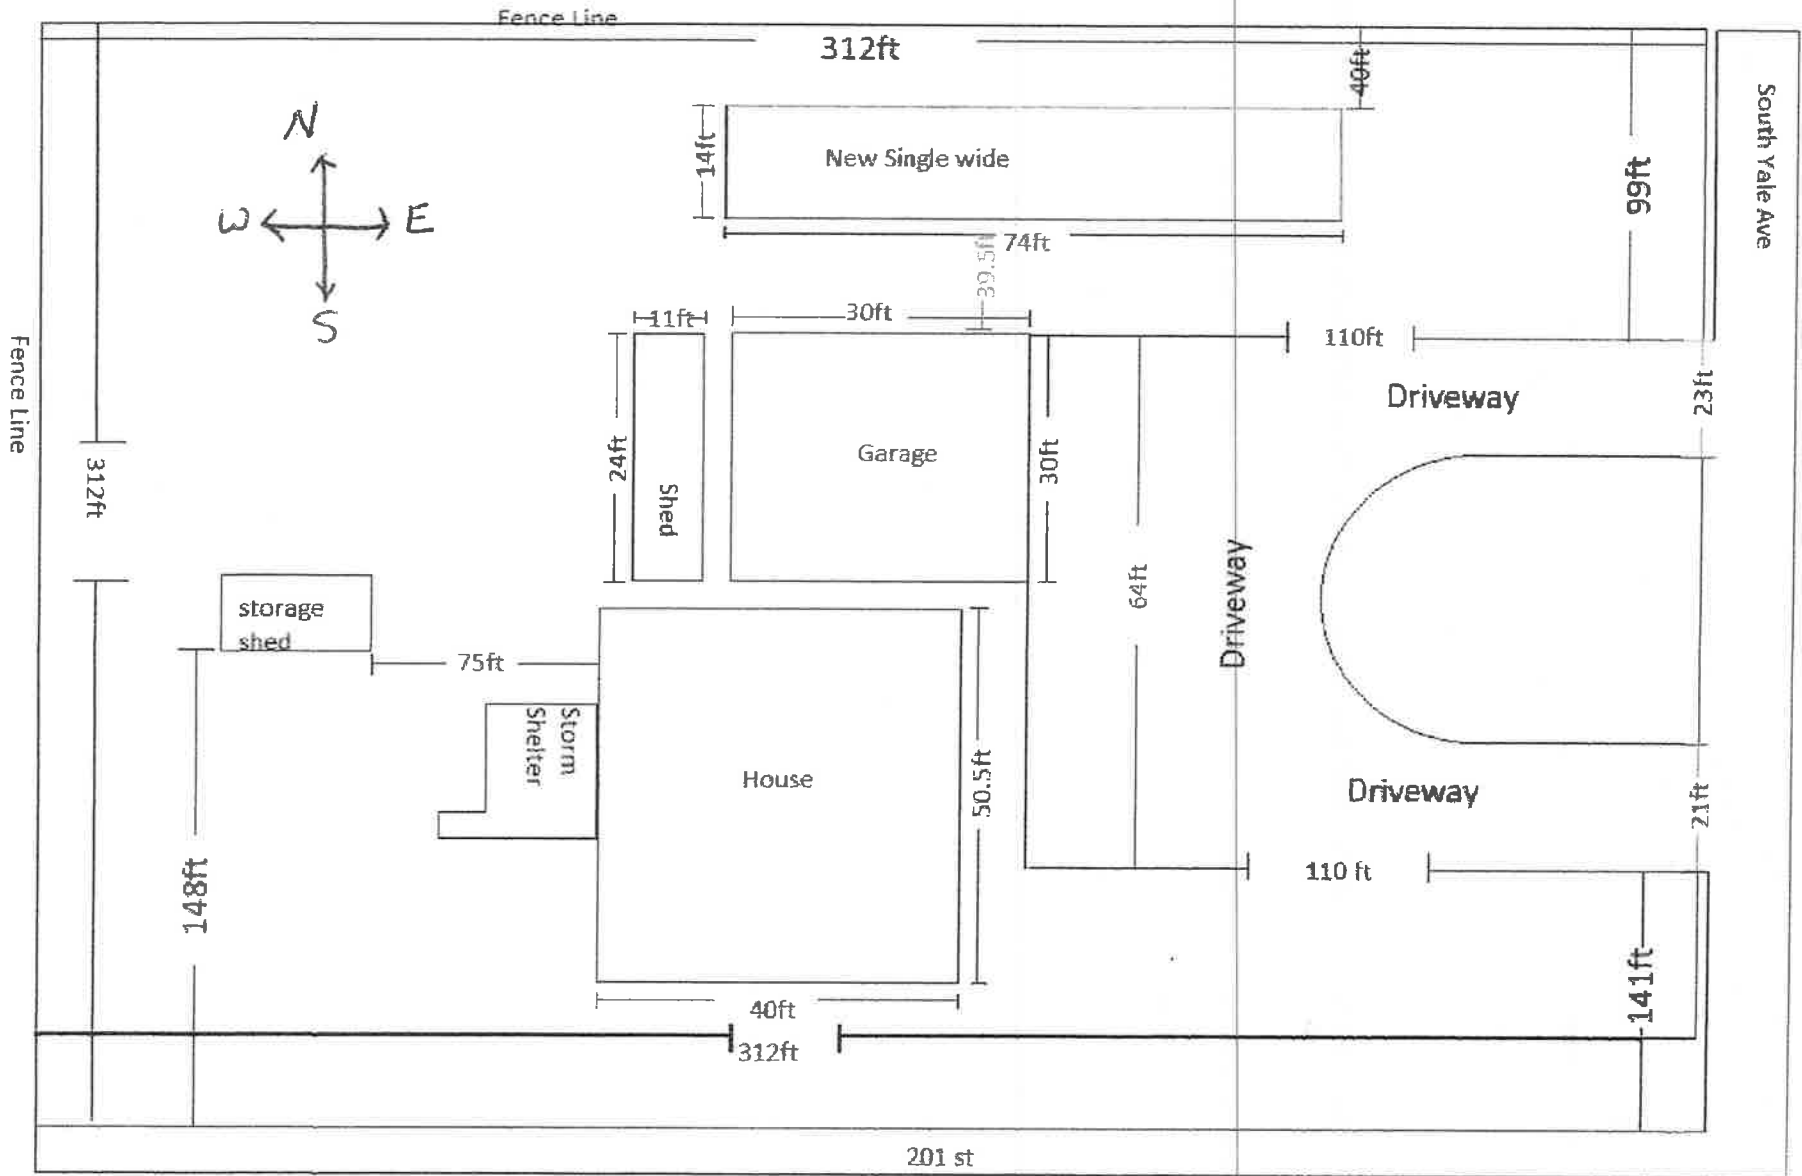 Fence Line
312ft
40ft
South Yale Ave
N
W E
S
14ft
New Single wide
99ft
74ft
39.5ft
11ft
30ft
110ft
Fence Line
Driveway
23ft
312ft
24ft
Shed
Garage
30ft
64ft
Driveway
storage
shed
75ft
Storm
Shelter
House
50.5ft
Driveway
21ft
148ft
110 ft
141ft
40ft
312ft
201 st